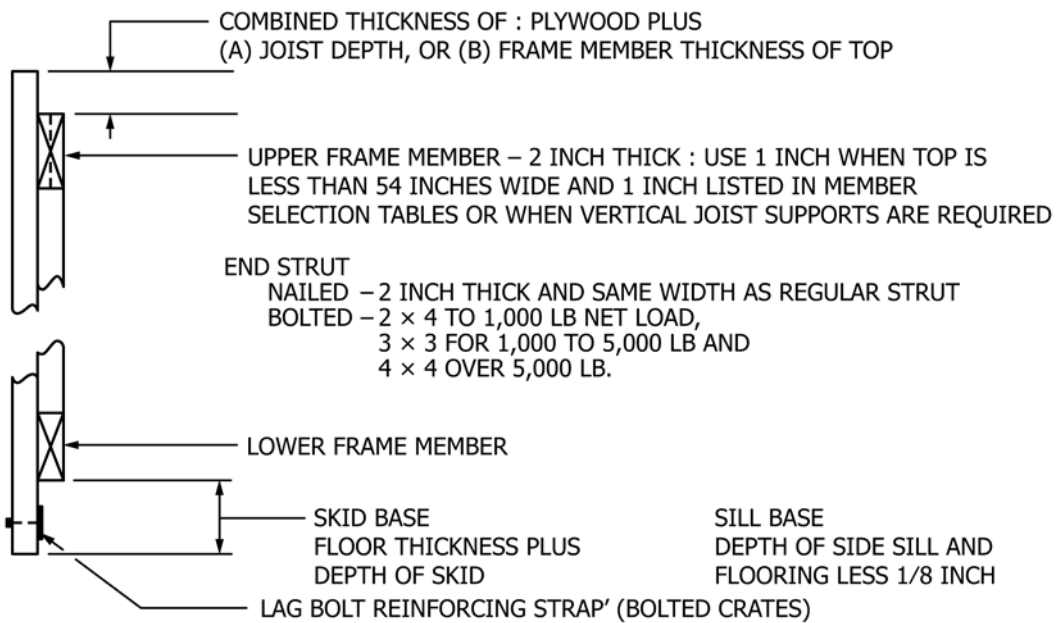 COMBINED THICKNESS OF : PLYWOOD PLUS
(A) JOIST DEPTH, OR (B) FRAME MEMBER THICKNESS OF TOP
UPPER FRAME MEMBER – 2 INCH THICK : USE 1 INCH WHEN TOP IS
LESS THAN 54 INCHES WIDE AND 1 INCH LISTED IN MEMBER
SELECTION TABLES OR WHEN VERTICAL JOIST SUPPORTS ARE REQUIRED
END STRUT
NAILED – 2 INCH THICK AND SAME WIDTH AS REGULAR STRUT
BOLTED – 2 × 4 TO 1,000 LB NET LOAD,
3 × 3 FOR 1,000 TO 5,000 LB AND
4 × 4 OVER 5,000 LB.
LOWER FRAME MEMBER
SKID BASE
FLOOR THICKNESS PLUS
DEPTH OF SKID
SILL BASE
DEPTH OF SIDE SILL AND
FLOORING LESS 1/8 INCH
LAG BOLT REINFORCING STRAP' (BOLTED CRATES)